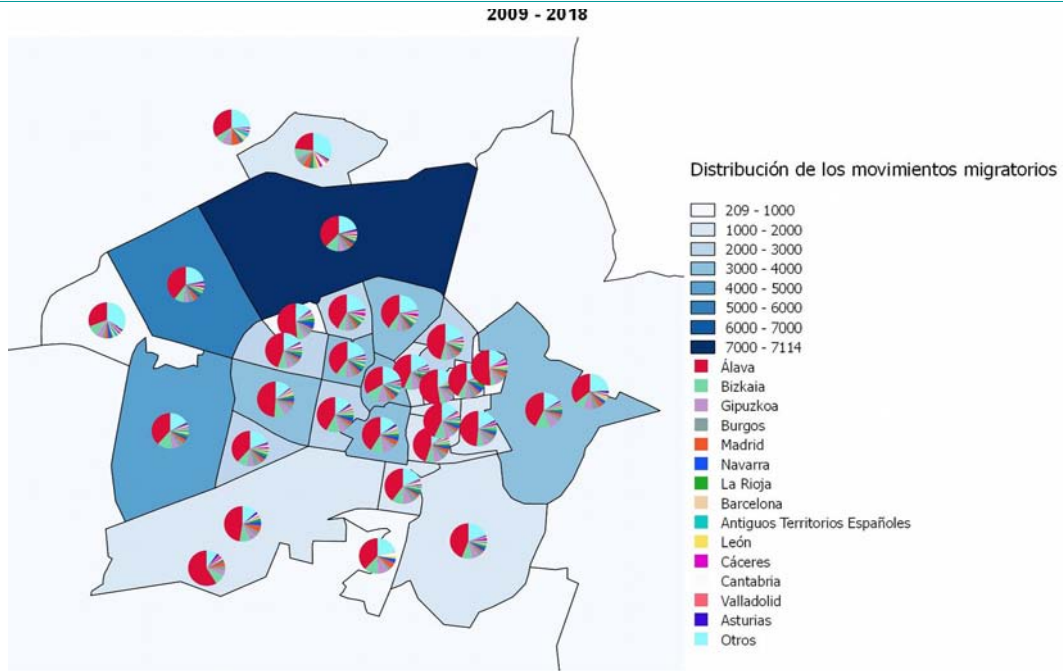 2009 - 2018
Distribución de los movimientos migratorios
209 - 1000
1000 - 2000
2000 - 3000
3000 - 4000
4000 - 5000
5000 - 6000
6000 - 7000
7000 - 7114
Álava
Bizkaia
Gipuzkoa
Burgos
Madrid
Navarra
La Rioja
Barcelona
Antiguos Territorios Españoles
León
Cáceres
Cantabria
Valladolid
Asturias
Otros